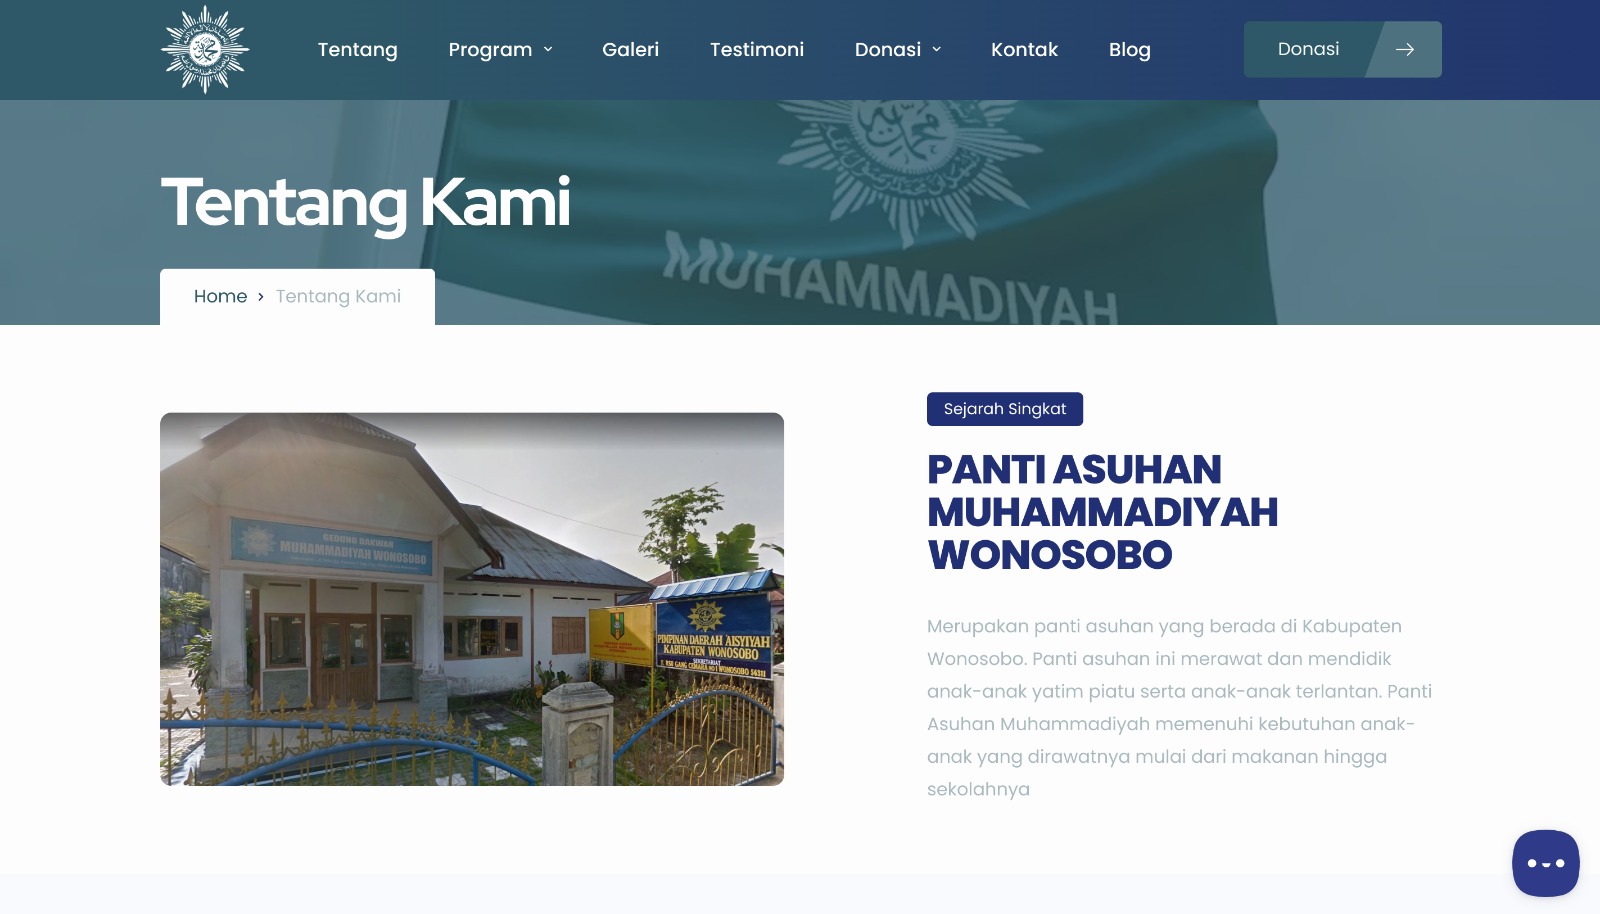 Tentang
Program
Galeri
Testimoni
Donasi
Kontak
Blog
Donasi
MUHAMMADIYAH
Tentang Kami
Home › Tentang Kami
GEDUNG DAKWAH
MUHAMMADIYAH WONOSOBO
PIMPINAN DAERAH 'AISYIYAH
KABUPATEN WONOSOBO
SEKRETARIAT
Sejarah Singkat
PANTI ASUHAN
MUHAMMADIYAH
WONOSOBO
Merupakan panti asuhan yang berada di Kabupaten
Wonosobo. Panti asuhan ini merawat dan mendidik
anak-anak yatim piatu serta anak-anak terlantar. Panti
Asuhan Muhammadiyah memenuhi kebutuhan anak-
anak yang dirawatnya mulai dari makanan hingga
sekolahnya